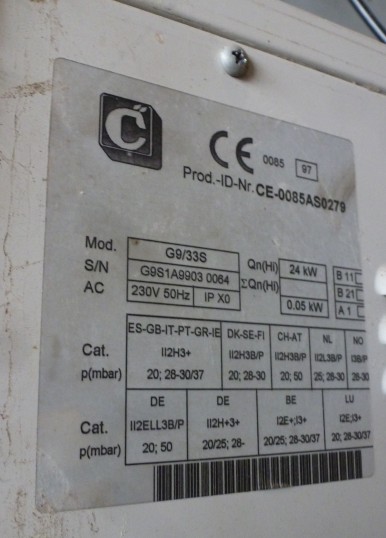 C
CE 0085 97
Prod.-ID-Nr. CE-0085AS0279
Mod. G9/33S Qn(Hi) 24 kW B 11
S/N G9S1A9903 0064 ΣQn(Hi) B 21
AC 230V 50Hz IP X0 0.05 kW A 1
ES-GB-IT-PT-GR-IE DK-SE-FI CH-AT NL NO
Cat. II2H3+ II2H3B/P II2H3B/P II2L3B/P I3B/P
p(mbar) 20; 28-30/37 20; 28-30 20; 50 25; 28-30 28-30
DE DE BE LU
Cat. II2ELL3B/P II2H+3+ I2E+;I3+ I2E;I3+
p(mbar) 20; 50 20/25; 28- 20/25; 28-30/37 20; 28-30/37